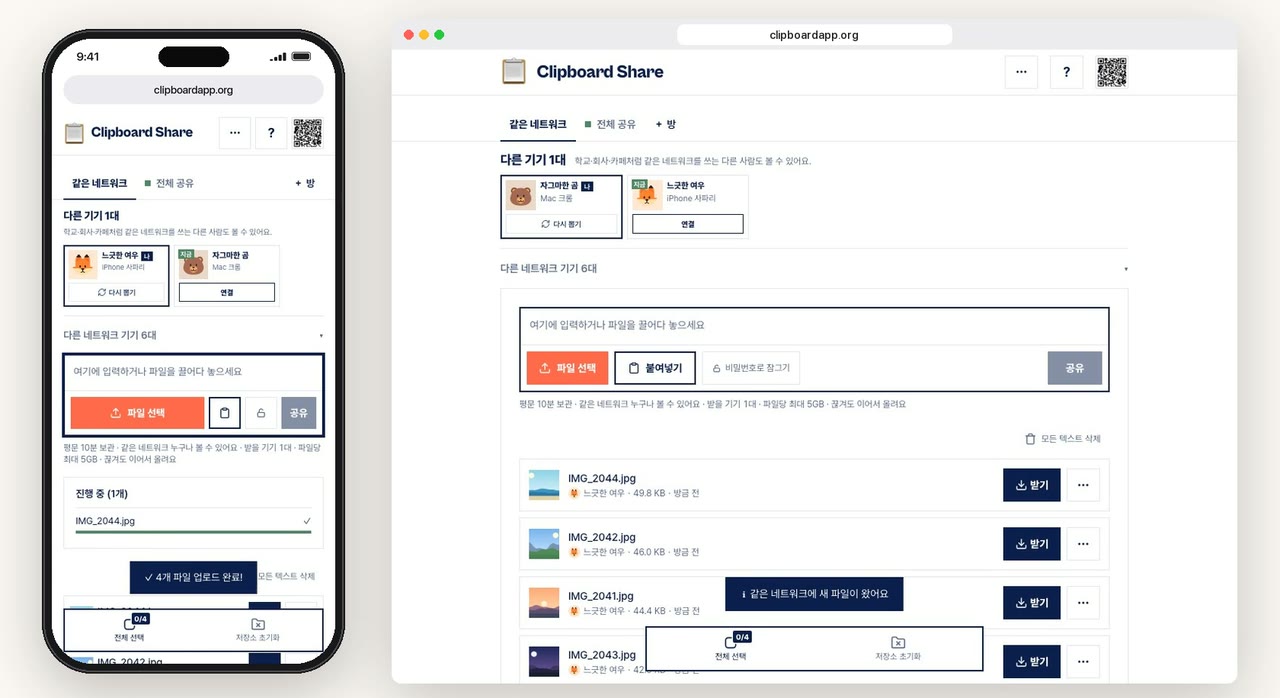 9:41
clipboardapp.org
Clipboard Share
... ?
같은 네트워크 전체 공유 + 방
다른 기기 1대
학교·회사·카페처럼 같은 네트워크를 쓰는 다른 사람도 볼 수 있어요.
느긋한 여우 나
iPhone 사파리
다시 뽑기
지금 자그마한 곰
Mac 크롬
연결
다른 네트워크 기기 6대
여기에 입력하거나 파일을 끌어다 놓으세요
파일 선택 공유
평문 10분 보관 · 같은 네트워크 누구나 볼 수 있어요 · 받을 기기 1대 · 파일당
최대 5GB · 끊겨도 이어서 올려요
진행 중 (1개)
IMG_2044.jpg ✓
✓ 4개 파일 업로드 완료! 모든 텍스트 삭제
0/4
전체 선택 저장소 초기화
IMG_2042.jpg
clipboardapp.org
Clipboard Share
... ?
같은 네트워크 전체 공유 + 방
다른 기기 1대 학교·회사·카페처럼 같은 네트워크를 쓰는 다른 사람도 볼 수 있어요.
자그마한 곰 나
Mac 크롬
다시 뽑기
지금 느긋한 여우
iPhone 사파리
연결
다른 네트워크 기기 6대
여기에 입력하거나 파일을 끌어다 놓으세요
파일 선택 붙여넣기 비밀번호로 잠그기 공유
평문 10분 보관 · 같은 네트워크 누구나 볼 수 있어요 · 받을 기기 1대 · 파일당 최대 5GB · 끊겨도 이어서 올려요
모든 텍스트 삭제
IMG_2044.jpg
느긋한 여우 · 49.8 KB · 방금 전
받기 ...
IMG_2042.jpg
느긋한 여우 · 46.0 KB · 방금 전
받기 ...
IMG_2041.jpg
느긋한 여우 · 44.4 KB · 방금 전
받기 ...
i 같은 네트워크에 새 파일이 왔어요
IMG_2043.jpg
느긋한 여우
받기 ...
0/4
전체 선택 저장소 초기화